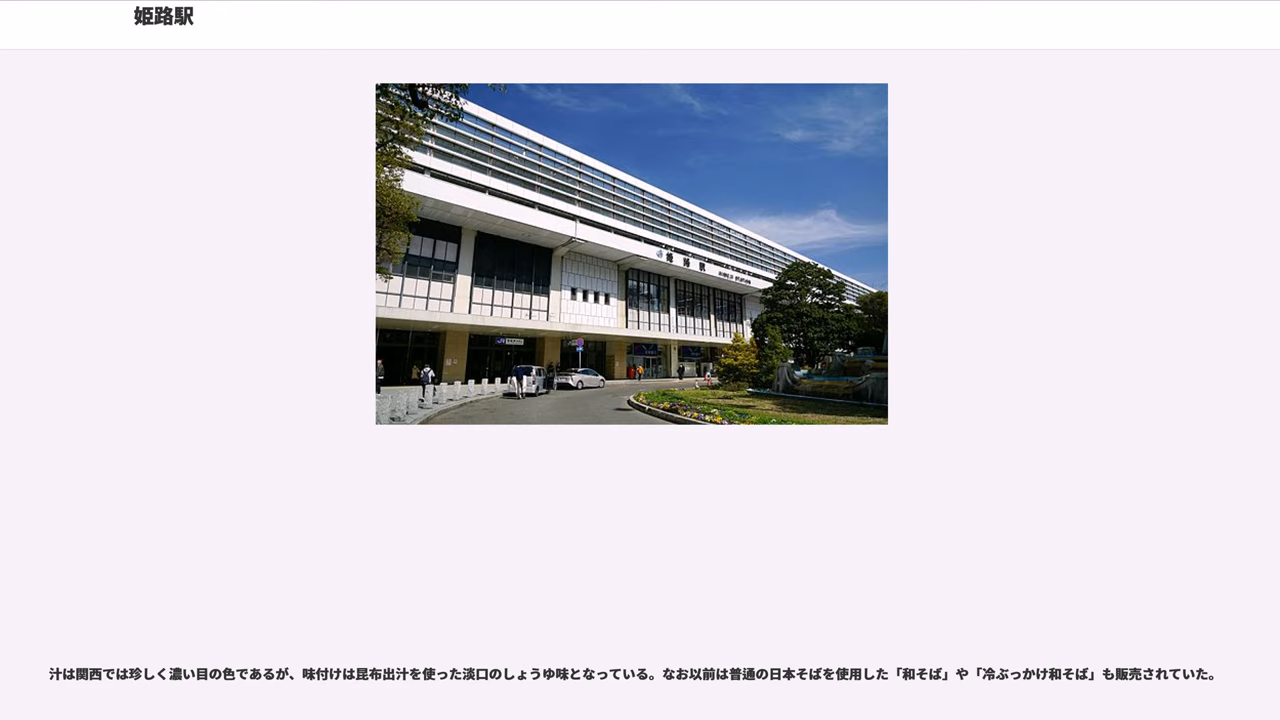 姫路駅
姫路駅
汁は関西では珍しく濃い目の色であるが、味付けは昆布出汁を使った淡口のしょうゆ味となっている。なお以前は普通の日本そばを使用した「和そば」や「冷ぶっかけ和そば」も販売されていた。